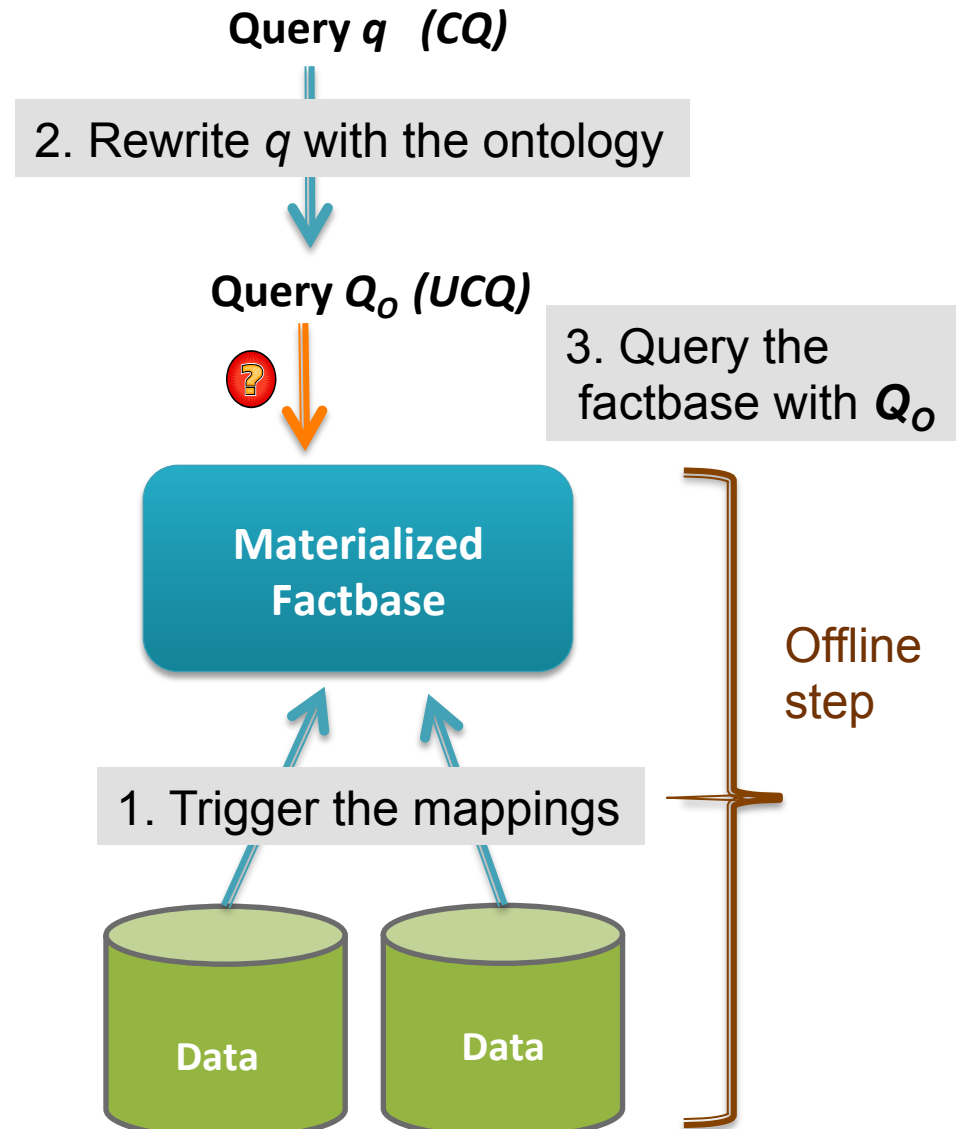 Query q (CQ)
2. Rewrite q with the ontology
Query Qo (UCQ)
?
3. Query the
factbase with Qo
Materialized
Factbase
Offline
step
1. Trigger the mappings
Data
Data